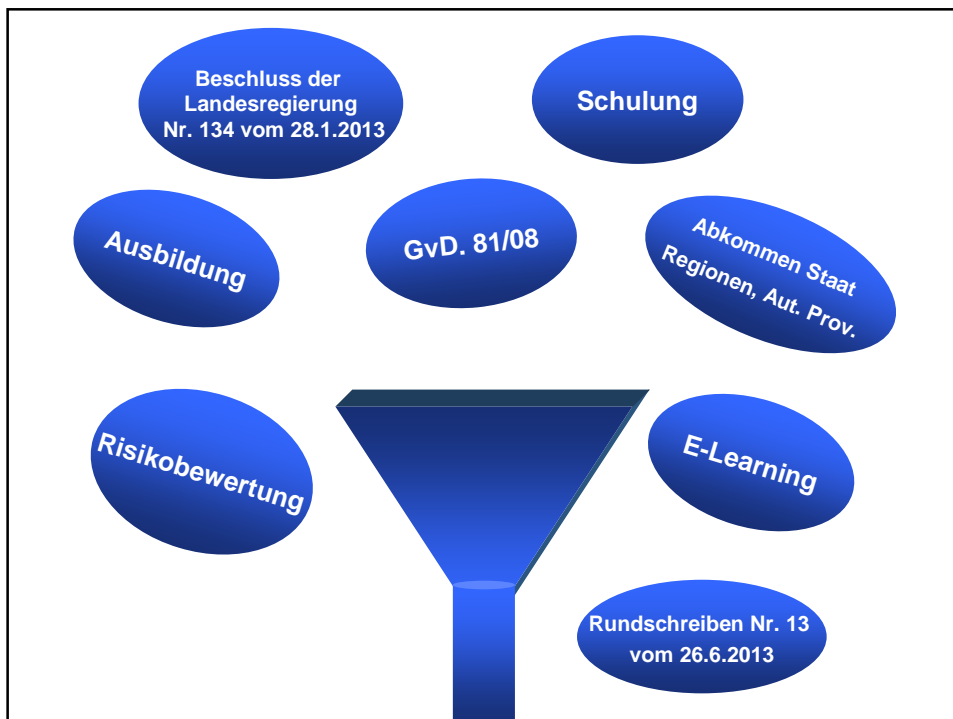 Beschluss der
Landesregierung
Nr. 134 vom 28.1.2013
Schulung
Ausbildung
GvD. 81/08
Abkommen Staat
Regionen, Aut. Prov.
Risikobewertung
E-Learning
Rundschreiben Nr. 13
vom 26.6.2013